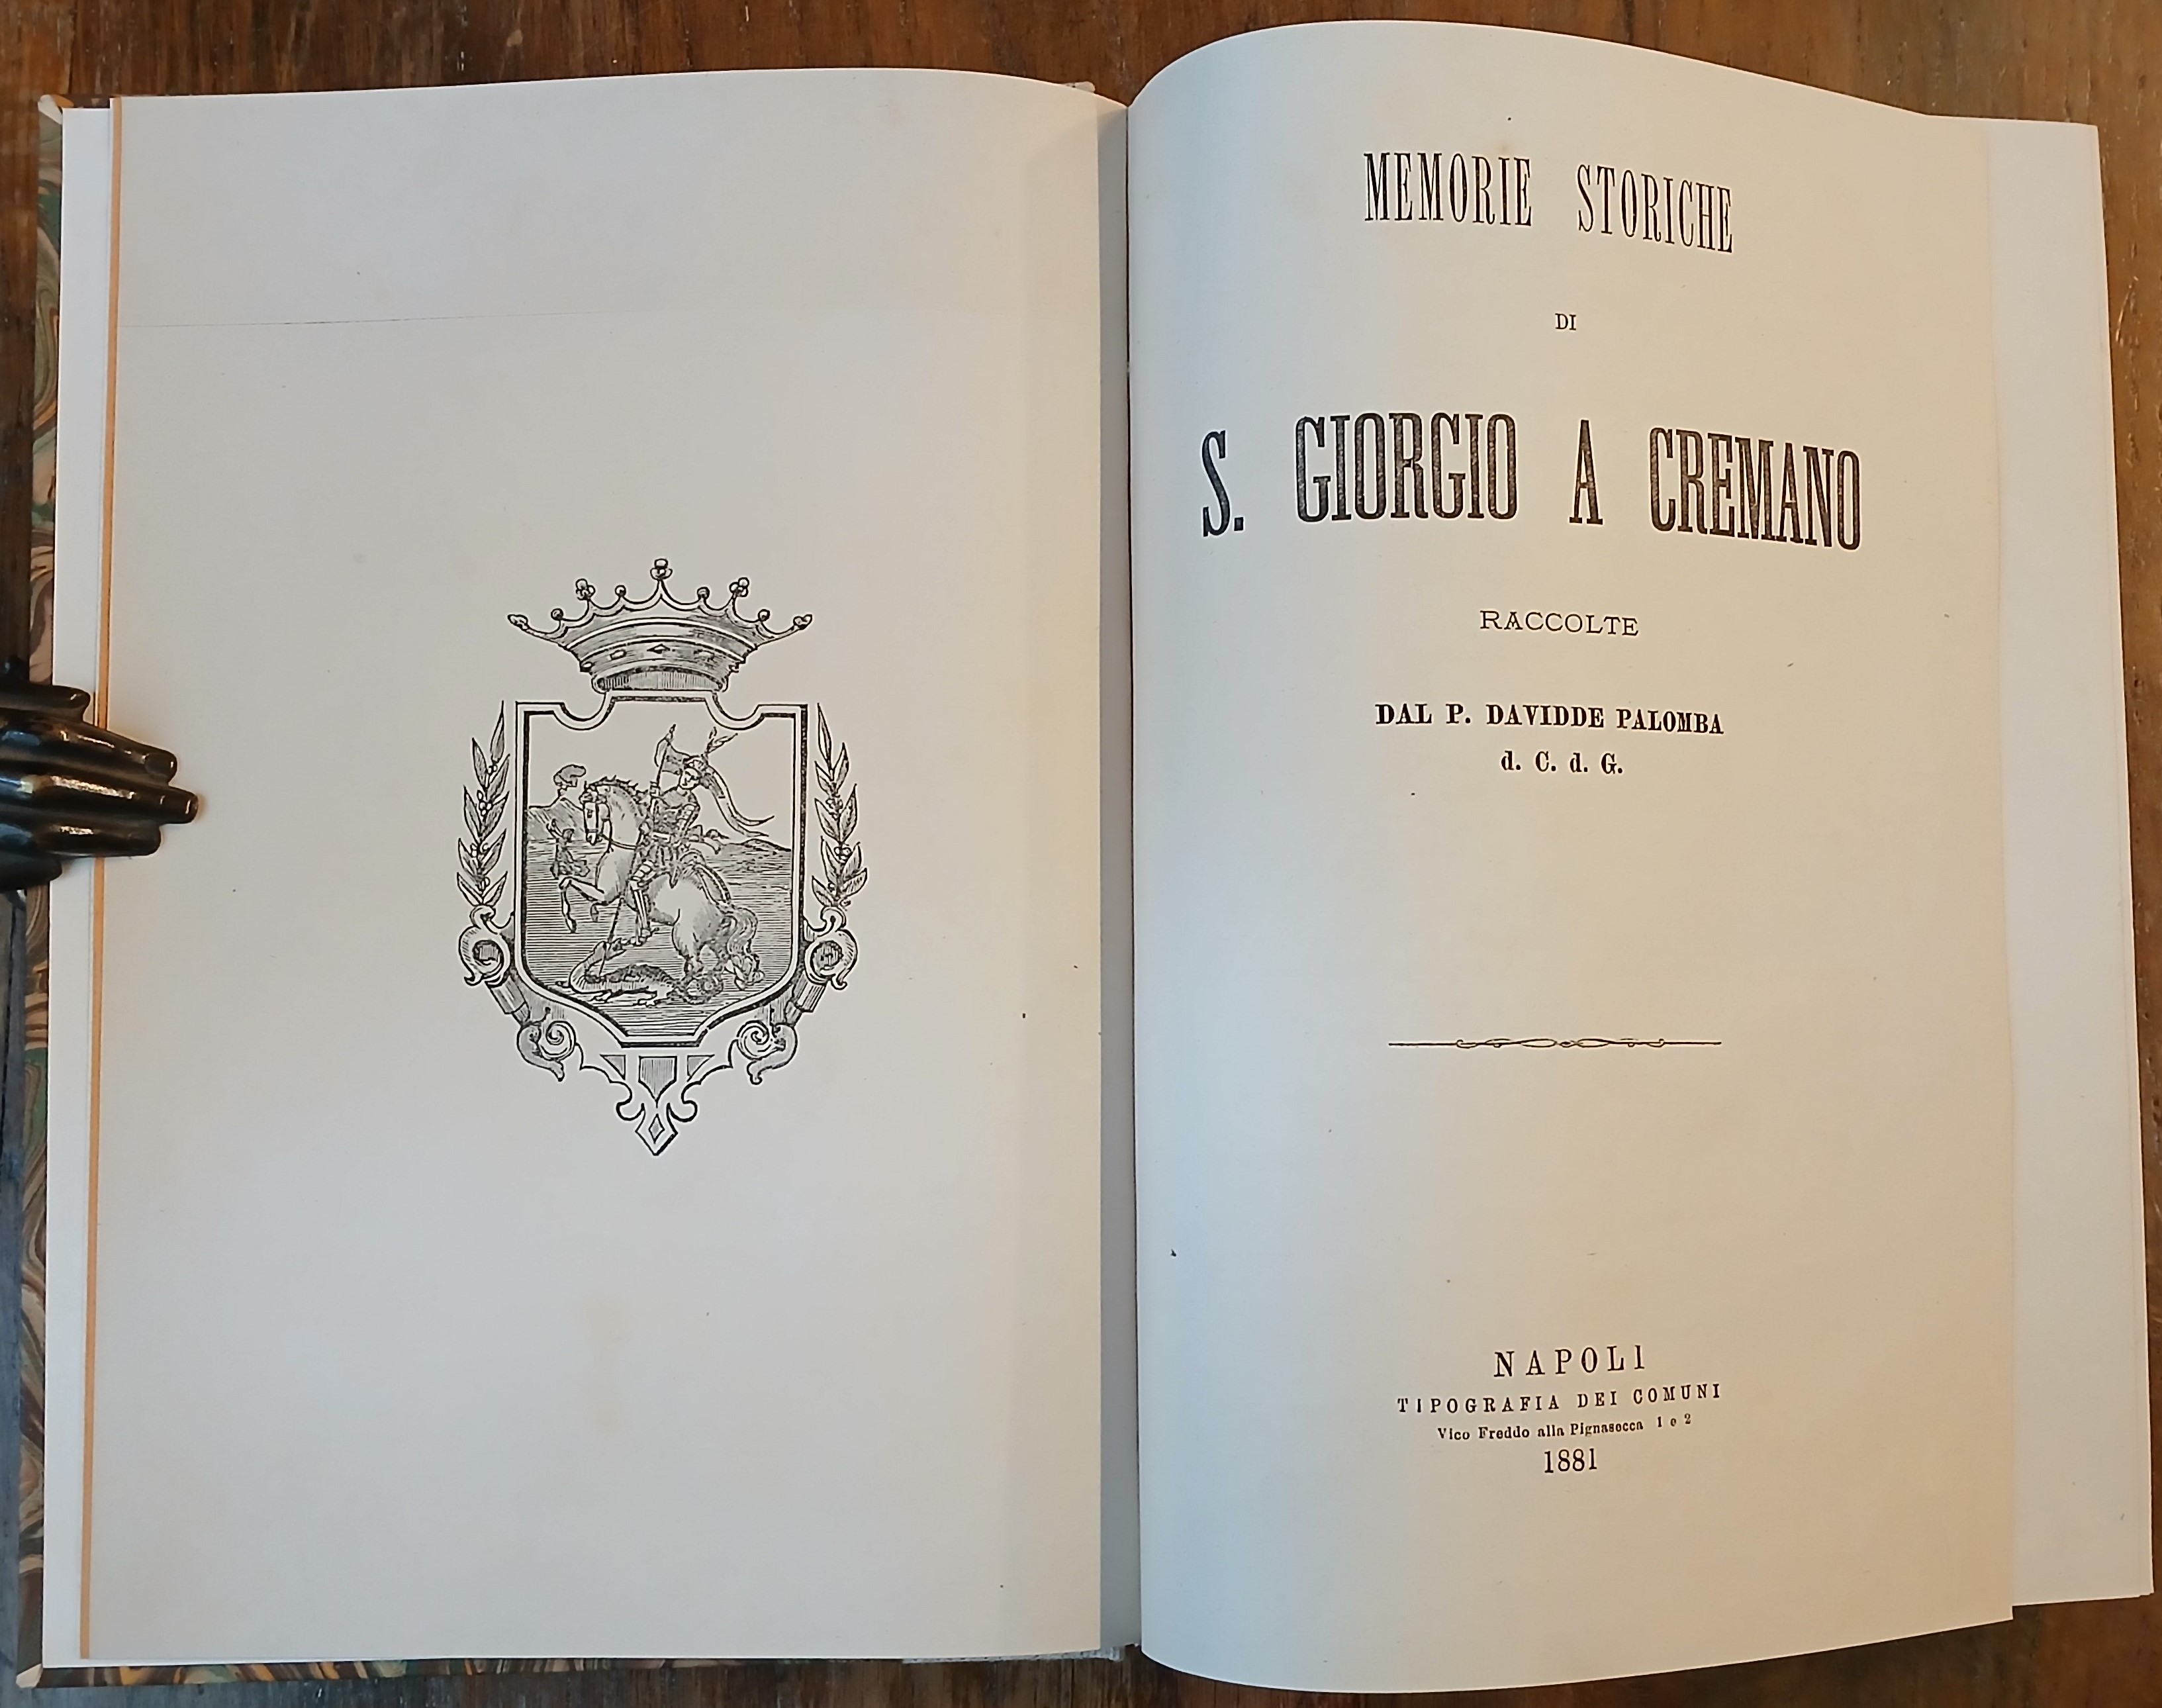 MEMORIE STORICHE
DI
S. GIORGIO A CREMANO
RACCOLTE
DAL P. DAVIDDE PALOMBA
d. C. d. G.
NAPOLI
TIPOGRAFIA DEI COMUNI
Vico Freddo alla Pignasecca 1 e 2
1881